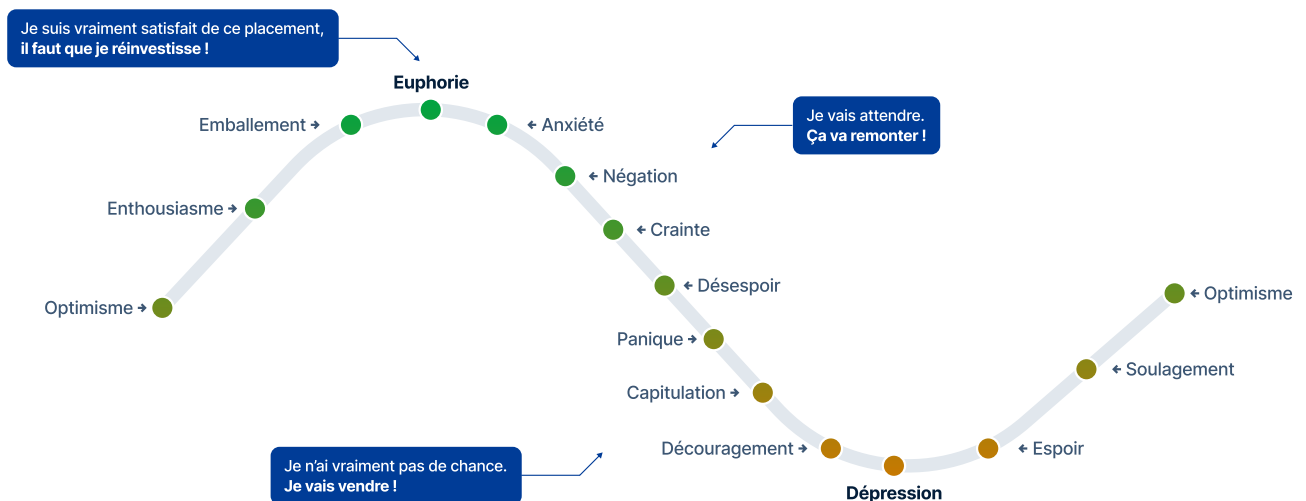 Je suis vraiment satisfait de ce placement,
il faut que je réinvestisse !
Euphorie
Emballement
Anxiété
Je vais attendre.
Ça va remonter !
Négation
Enthousiasme
Crainte
Désespoir
Optimisme
Optimisme
Panique
Soulagement
Capitulation
Découragement
Espoir
Je n’ai vraiment pas de chance.
Je vais vendre !
Dépression